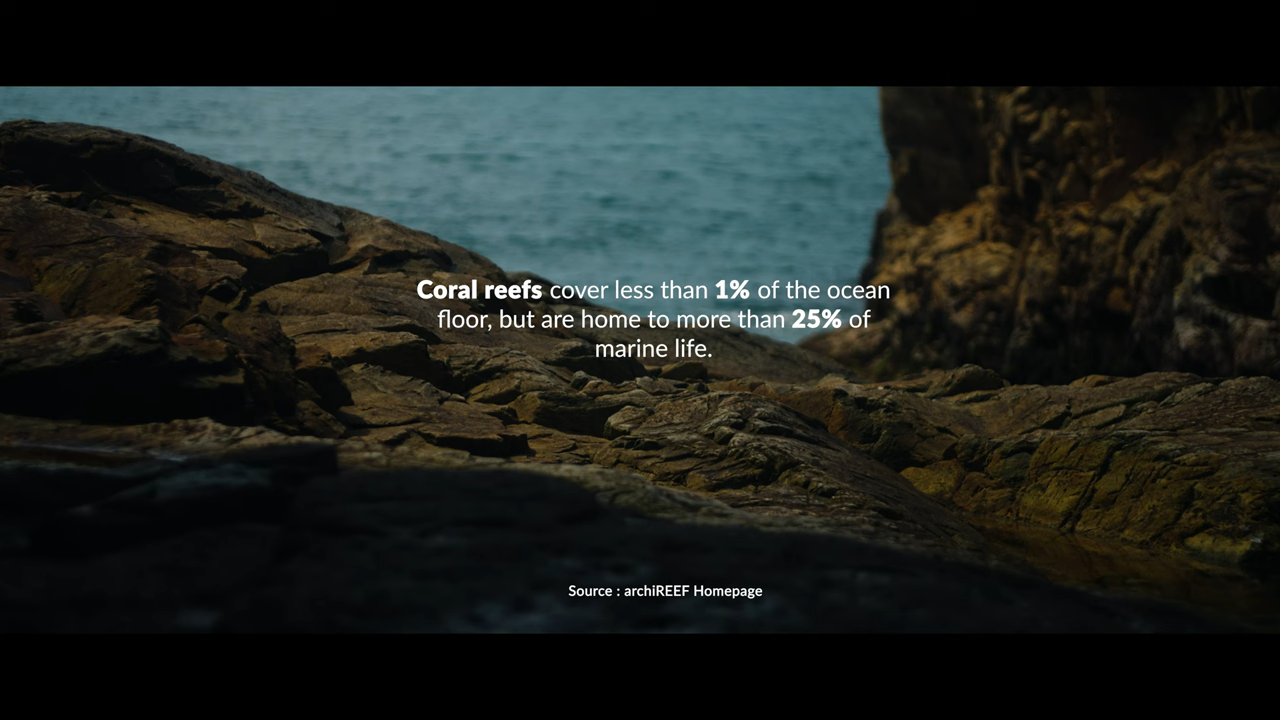 Coral reefs cover less than 1% of the ocean
floor, but are home to more than 25% of
marine life.
Source : archiREEF Homepage